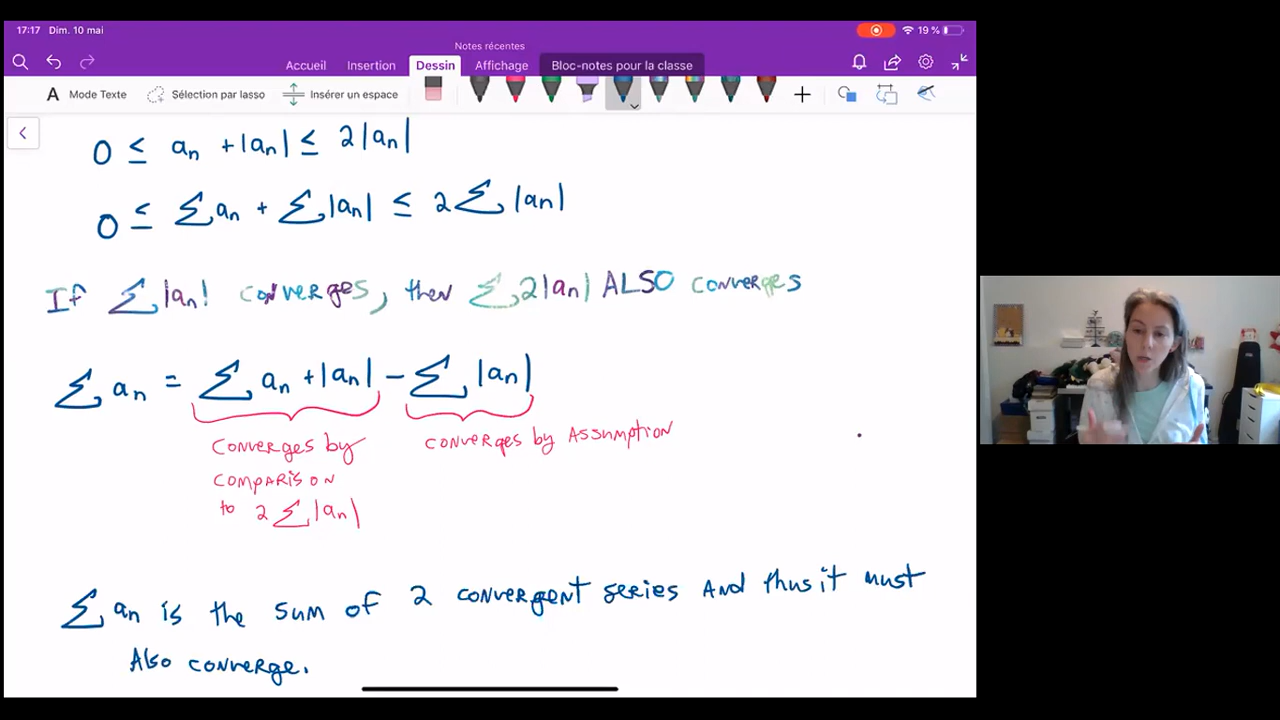 17:17 Dim. 10 mai
19 %
Notes récentes
Accueil Insertion Dessin Affichage Bloc-notes pour la classe
A Mode Texte Sélection par lasso Insérer un espace
0 ≤ an + |an| ≤ 2|an|
0 ≤ Σan + Σ|an| ≤ 2Σ|an|
If Σ|an| converges, then Σ2|an| ALSO converges
Σ an = Σ an + |an| - Σ |an|
Converges by converges by Assumption
comparison
to 2 Σ|an|
Σ an is the sum of 2 convergent series And thus it must
Also converge.